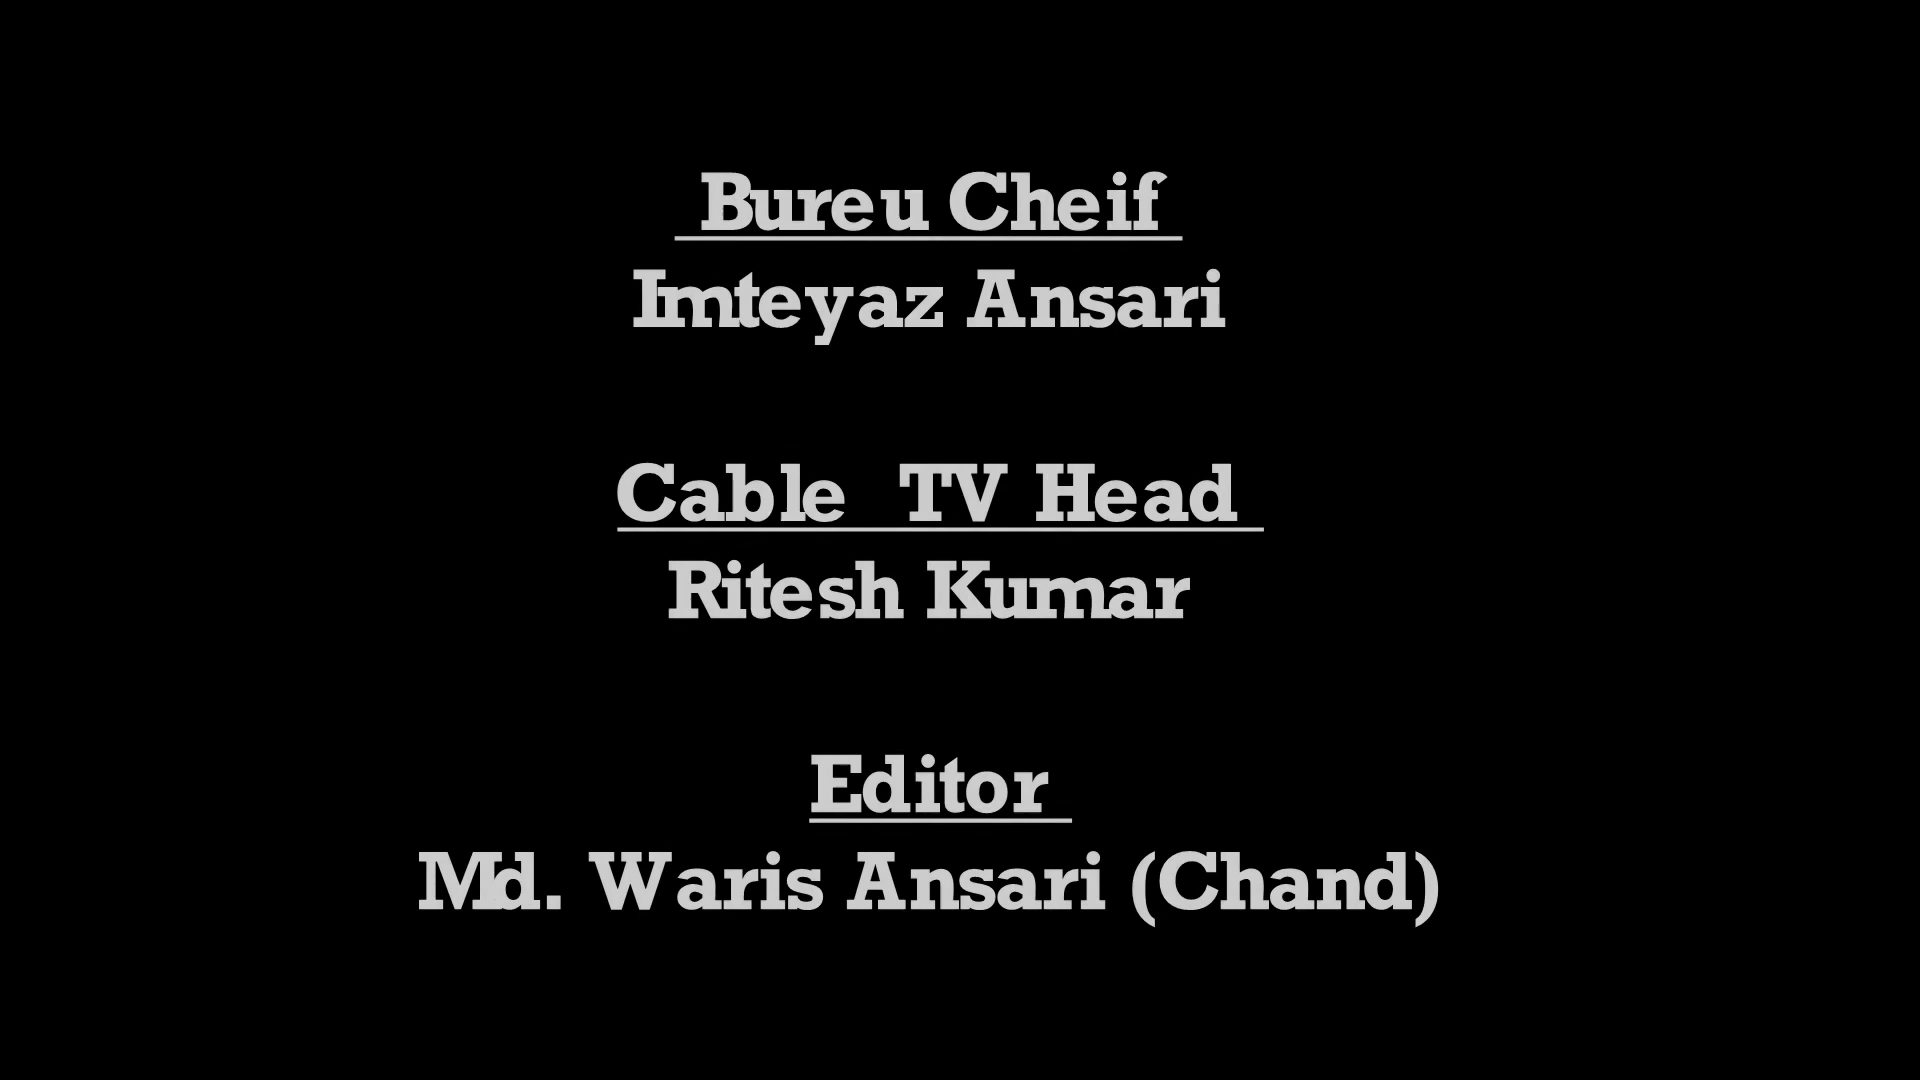 Bureu Cheif
Imteyaz Ansari
Cable TV Head
Ritesh Kumar
Editor
Md. Waris Ansari (Chand)